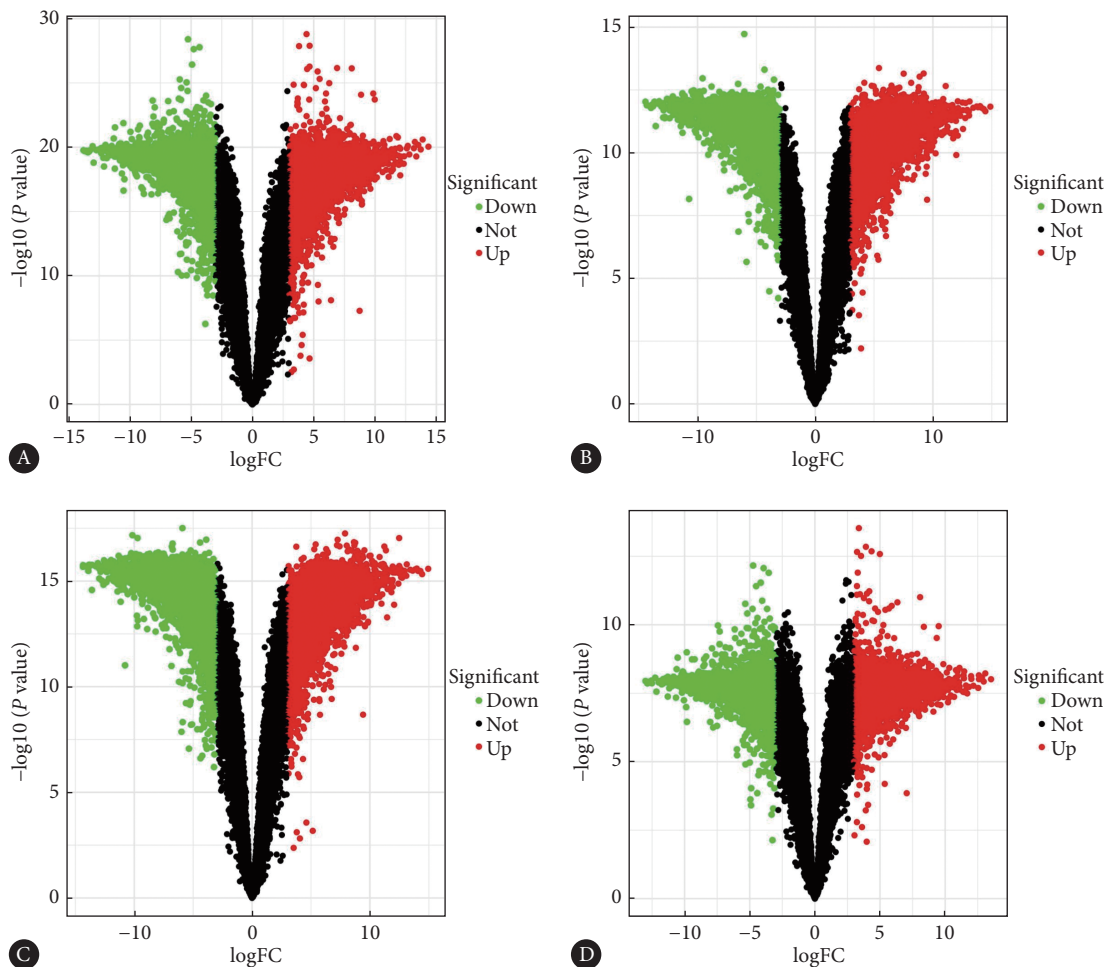 30
20
10
0
−log10 (P value)
−15
−10
−5
0
5
10
15
logFC
Significant
Down
Not
Up
A
15
10
5
0
−log10 (P value)
−10
0
10
logFC
Significant
Down
Not
Up
B
15
10
5
0
−log10 (P value)
−10
0
10
logFC
Significant
Down
Not
Up
C
10
5
0
−log10 (P value)
−10
−5
0
5
10
logFC
Significant
Down
Not
Up
D